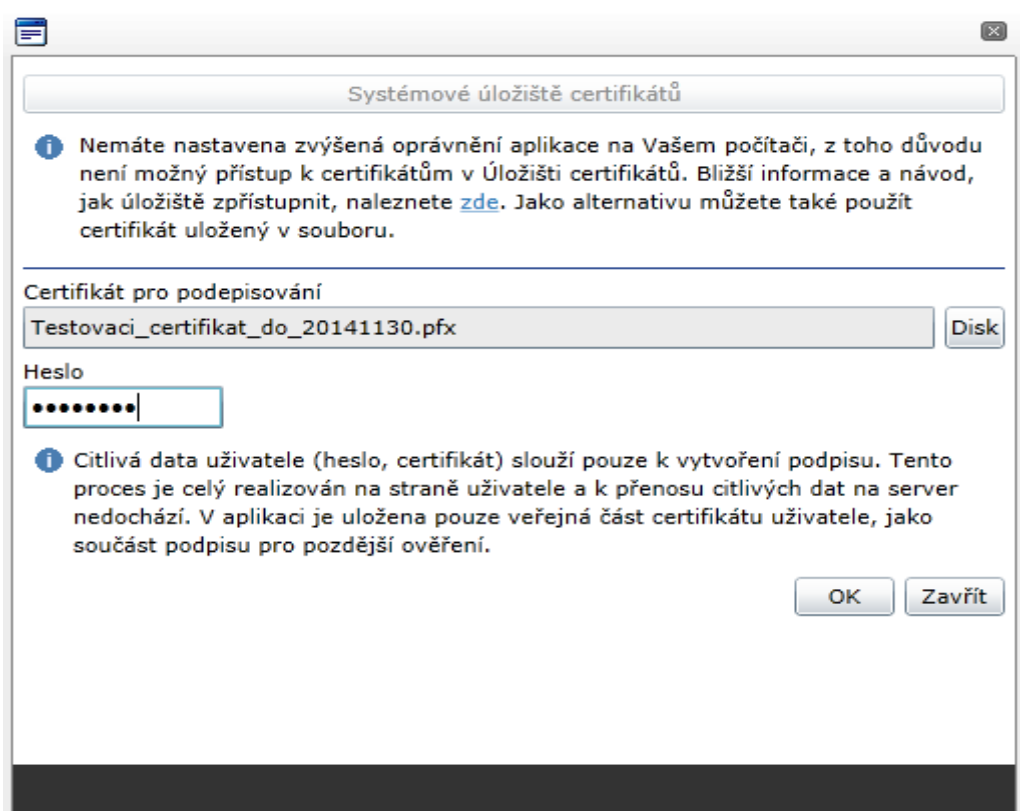 Systémové úložiště certifikátů
Nemáte nastavena zvýšená oprávnění aplikace na Vašem počítači, z toho důvodu
není možný přístup k certifikátům v Úložišti certifikátů. Bližší informace a návod,
jak úložiště zpřístupnit, naleznete zde. Jako alternativu můžete také použít
certifikát uložený v souboru.
Certifikát pro podepisování
Testovaci_certifikat_do_20141130.pfx Disk
Heslo
••••••••
Citlivá data uživatele (heslo, certifikát) slouží pouze k vytvoření podpisu. Tento
proces je celý realizován na straně uživatele a k přenosu citlivých dat na server
nedochází. V aplikaci je uložena pouze veřejná část certifikátu uživatele, jako
součást podpisu pro pozdější ověření.
OK Zavřít